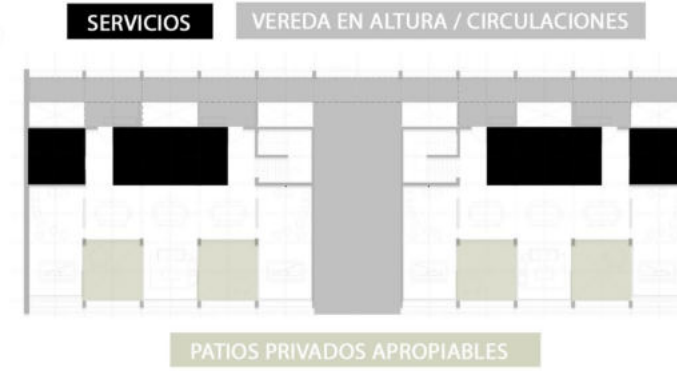 SERVICIOS
VEREDA EN ALTURA / CIRCULACIONES
PATIOS PRIVADOS APROPIABLES